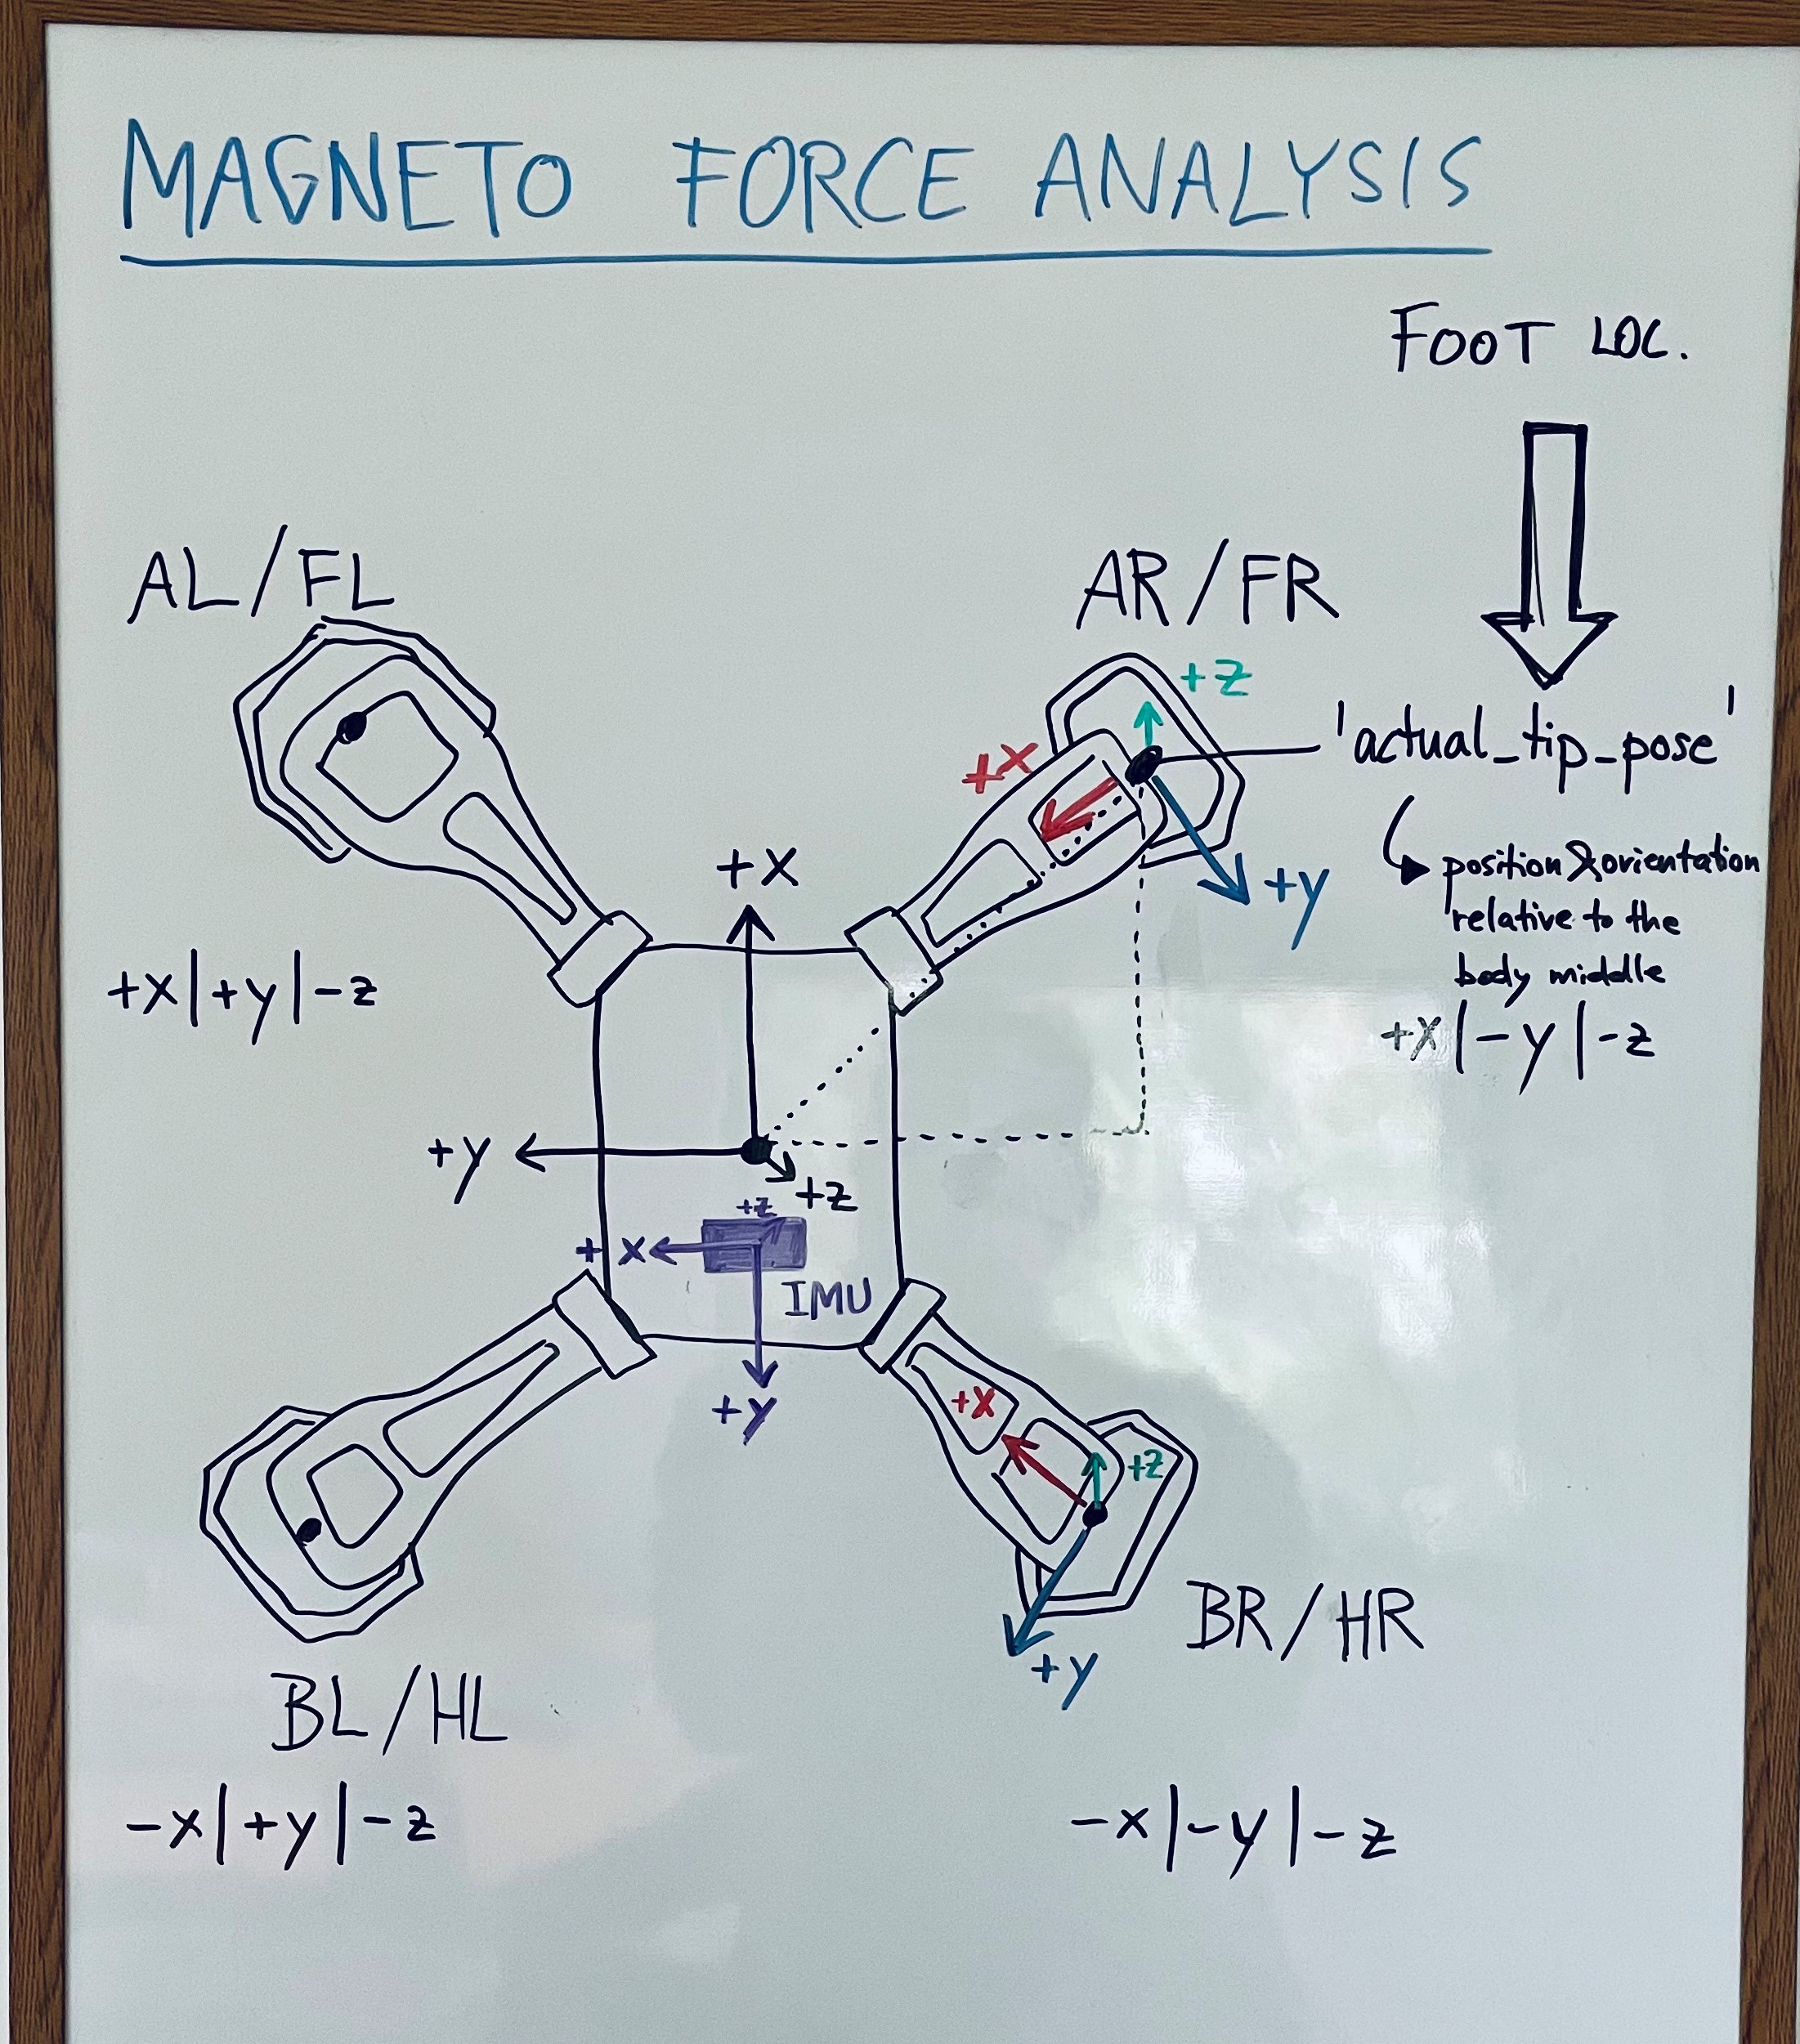 MAGNETO FORCE ANALYSIS
FOOT LOC.
AL/FL
AR/FR
+z
'actual_tip_pose'
+x
position & orientation
relative to the
body middle
+x|-y|-z
+y
+x
+x|+y|-z
+y
+z
+z
+x
IMU
+y
+x
+z
BR/HR
+y
BL/HL
-x|+y|-z
-x|-y|-z